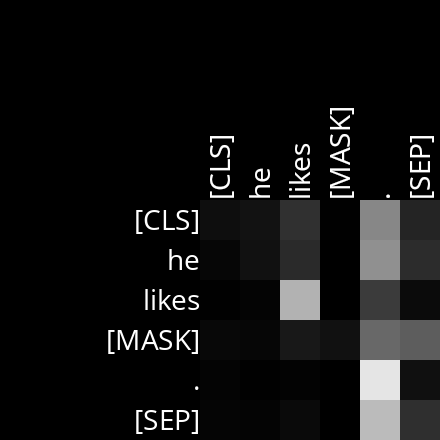 [CLS]
he
likes
[MASK]
.
[SEP]
[CLS]
he
likes
[MASK]
.
[SEP]